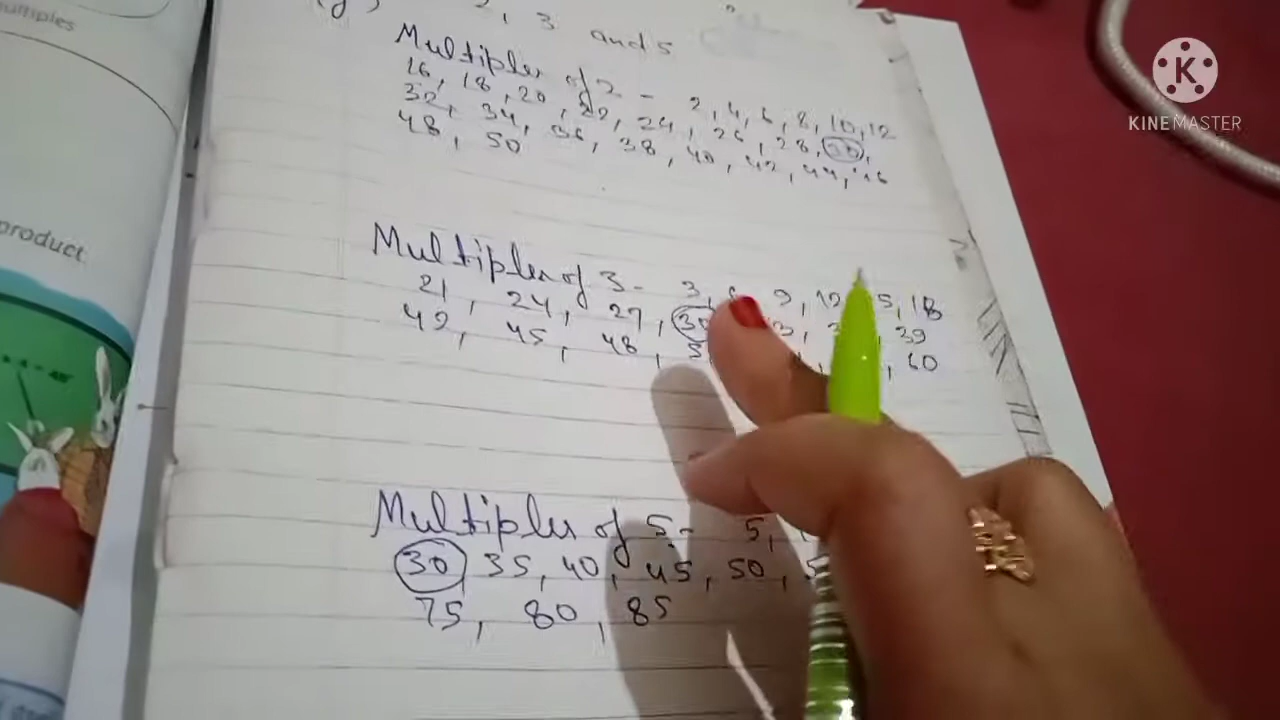 2, 3 and 5
Multiples of 2 - 2, 4, 6, 8, 10, 12
16, 18, 20, 22, 24, 26, 28, 30,
32, 34, 36, 38, 40, 42, 44, 46
48, 50
Multiples of 3- 3, 6, 9, 12, 15, 18
21, 24, 27, 30, 39
42, 45, 48, 60
Multiples of 5- 5,
30, 35, 40, 45, 50,
75, 80, 85
product
KINEMASTER